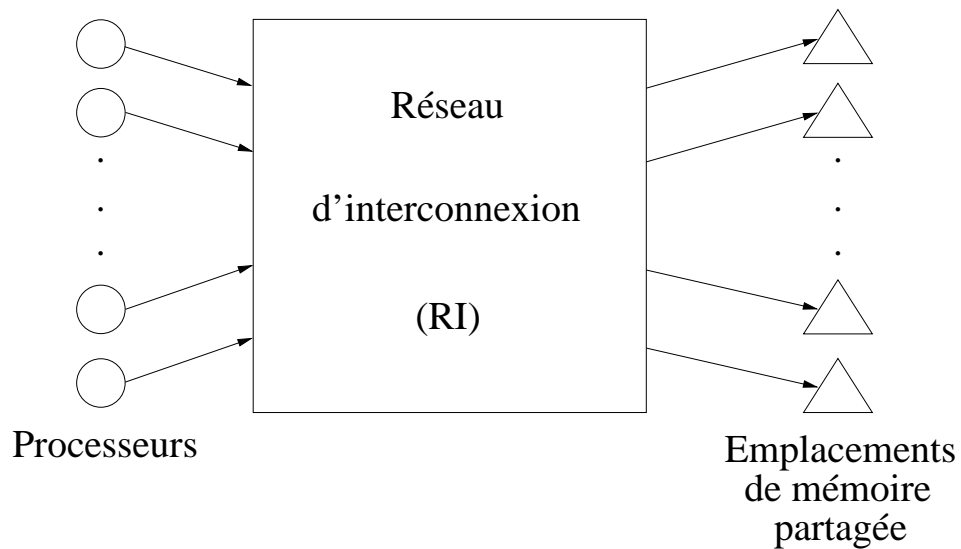 Réseau
d'interconnexion
(RI)
Processeurs
Emplacements
de mémoire
partagée